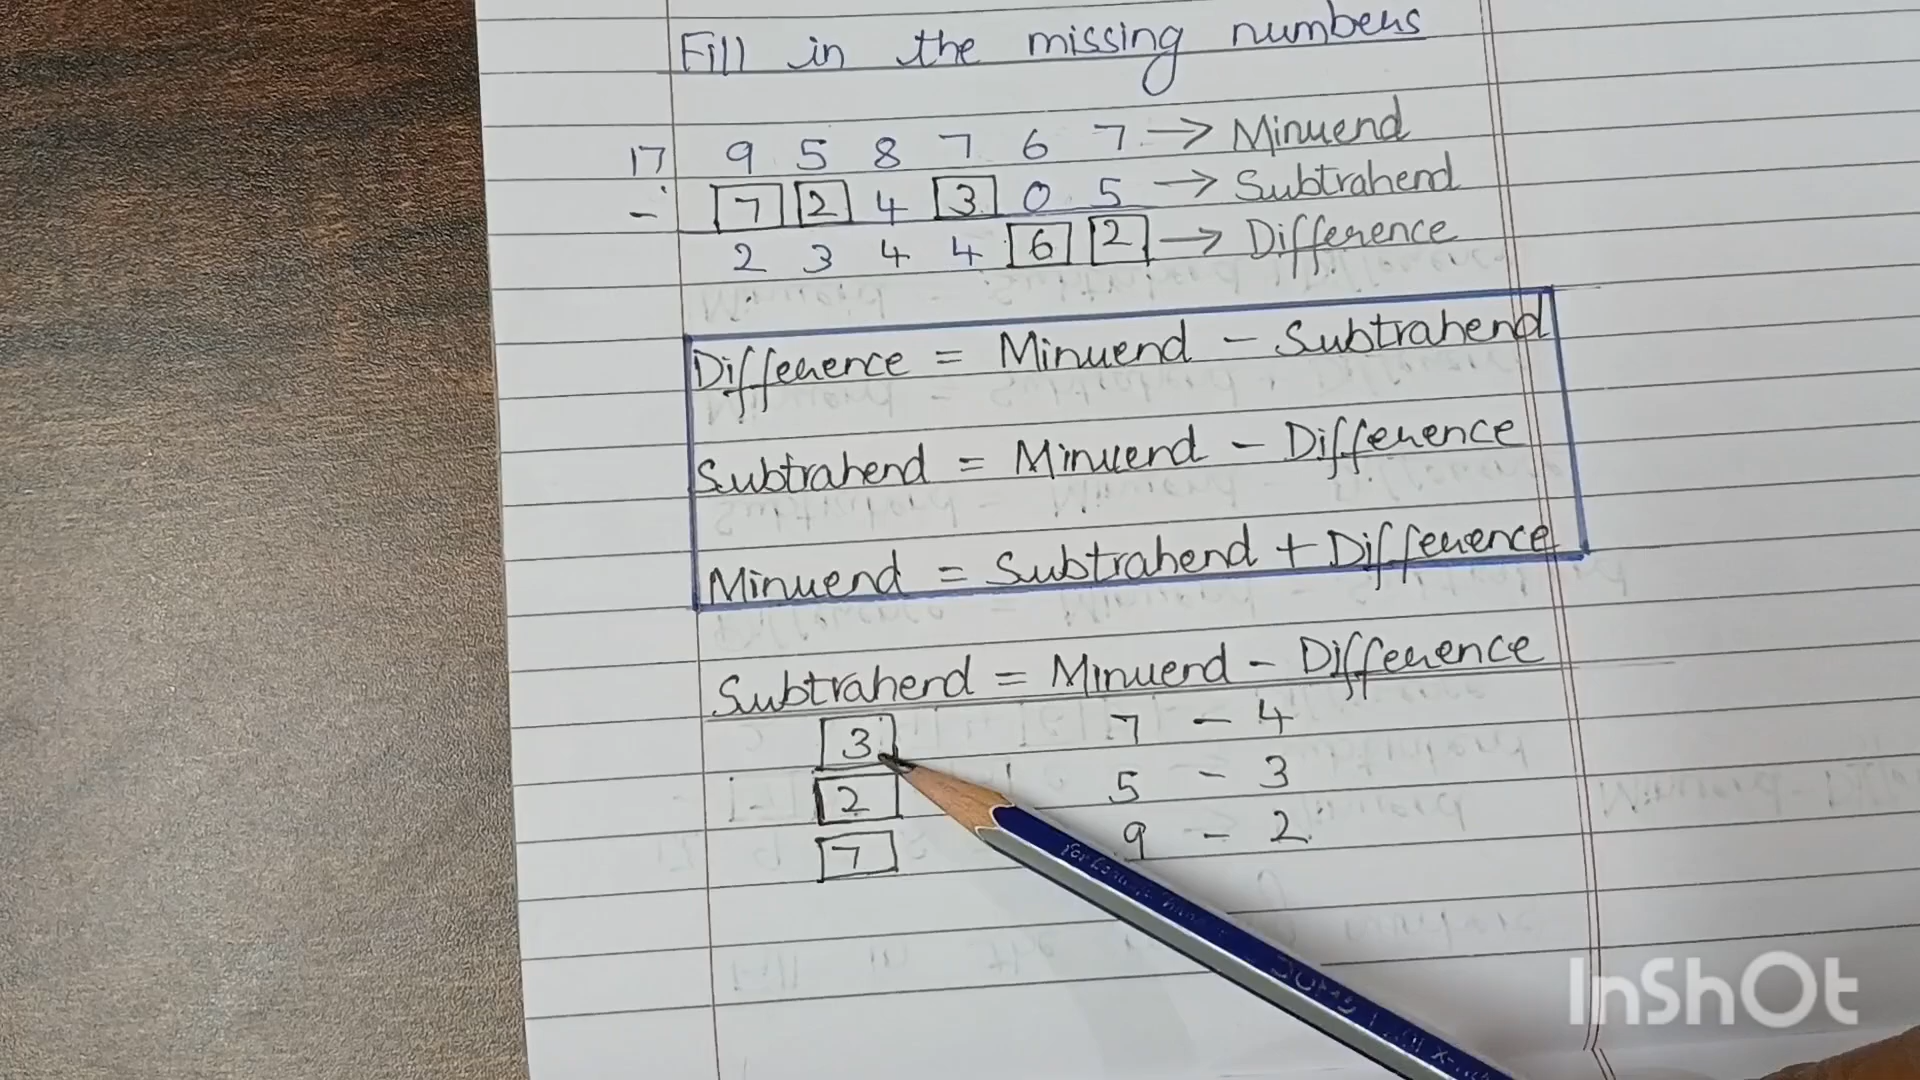 Fill in the missing numbers
17 9 5 8 7 6 7 → Minuend
- 7 2 4 3 0 5 → Subtrahend
2 3 4 4 6 2 → Difference
Difference = Minuend - Subtrahend
Subtrahend = Minuend - Difference
Minuend = Subtrahend + Difference
Subtrahend = Minuend - Difference
3 7 - 4
2 5 - 3
7 9 - 2
InShOt